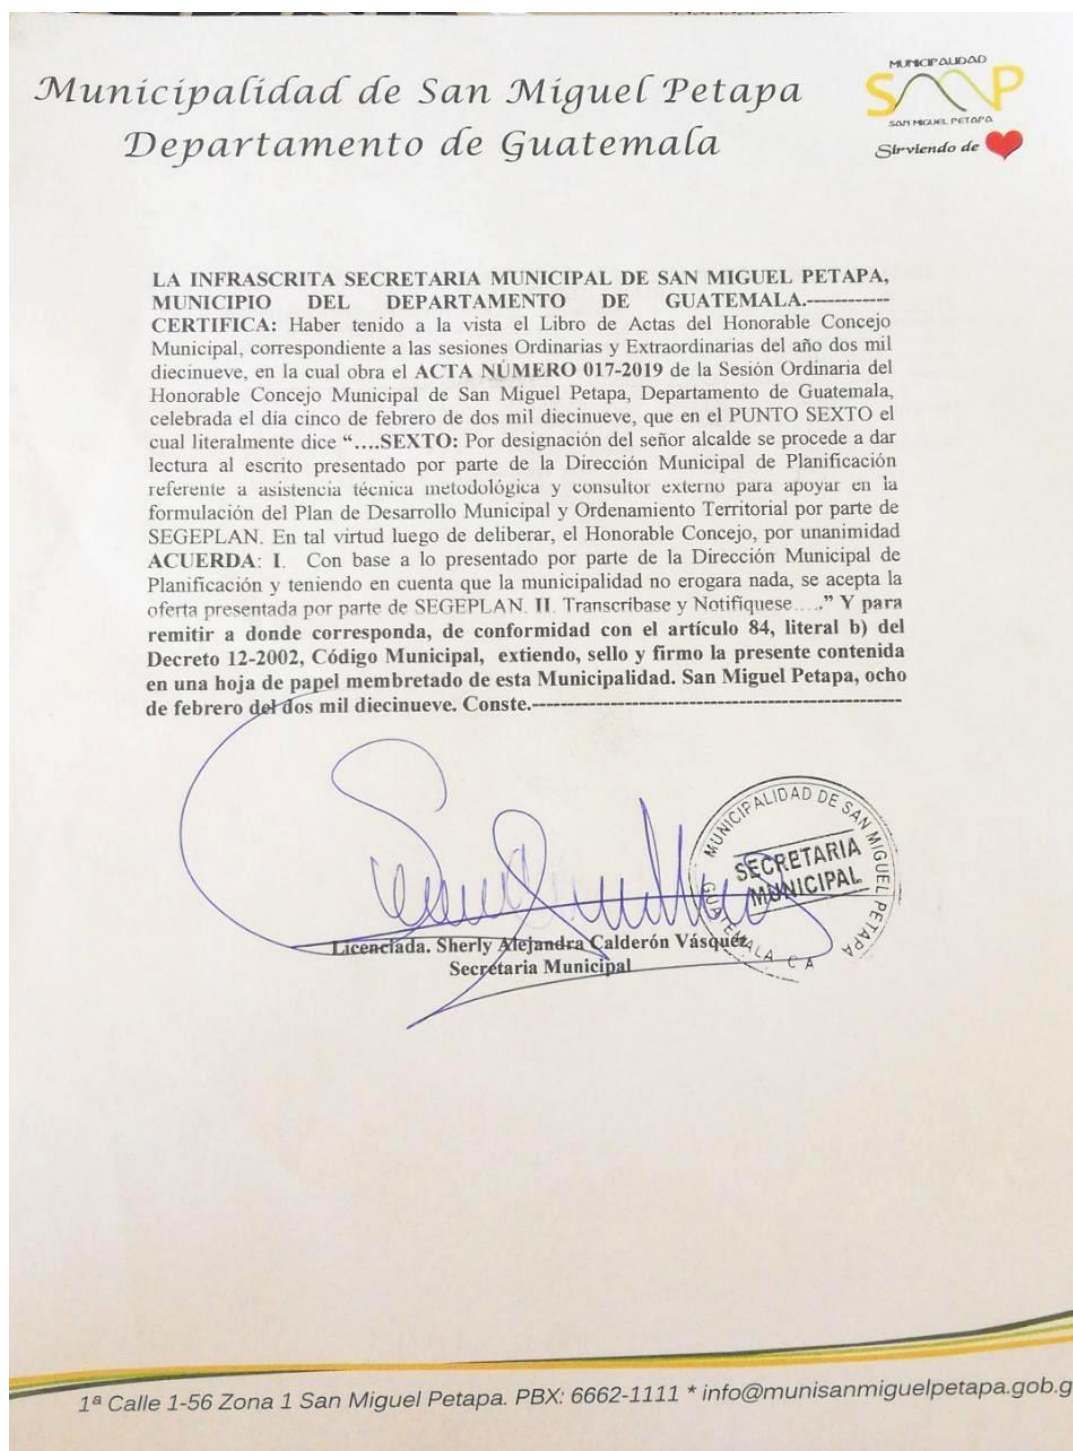 Municipalidad de San Miguel Petapa
Departamento de Guatemala
MUNICIPALIDAD
SMP
SAN MIGUEL PETAPA
Sirviendo de
LA INFRASCRITA SECRETARIA MUNICIPAL DE SAN MIGUEL PETAPA,
MUNICIPIO DEL DEPARTAMENTO DE GUATEMALA.------------
CERTIFICA: Haber tenido a la vista el Libro de Actas del Honorable Concejo
Municipal, correspondiente a las sesiones Ordinarias y Extraordinarias del año dos mil
diecinueve, en la cual obra el ACTA NÚMERO 017-2019 de la Sesión Ordinaria del
Honorable Concejo Municipal de San Miguel Petapa, Departamento de Guatemala,
celebrada el día cinco de febrero de dos mil diecinueve, que en el PUNTO SEXTO el
cual literalmente dice “....SEXTO: Por designación del señor alcalde se procede a dar
lectura al escrito presentado por parte de la Dirección Municipal de Planificación
referente a asistencia técnica metodológica y consultor externo para apoyar en la
formulación del Plan de Desarrollo Municipal y Ordenamiento Territorial por parte de
SEGEPLAN. En tal virtud luego de deliberar, el Honorable Concejo, por unanimidad
ACUERDA: I. Con base a lo presentado por parte de la Dirección Municipal de
Planificación y teniendo en cuenta que la municipalidad no erogara nada, se acepta la
oferta presentada por parte de SEGEPLAN. II. Transcríbase y Notifíquese.....” Y para
remitir a donde corresponda, de conformidad con el artículo 84, literal b) del
Decreto 12-2002, Código Municipal, extiendo, sello y firmo la presente contenida
en una hoja de papel membretado de esta Municipalidad. San Miguel Petapa, ocho
de febrero del dos mil diecinueve. Conste.----------------------------------------------------
MUNICIPALIDAD DE SAN MIGUEL PETAPA
SECRETARIA
MUNICIPAL
GUATEMALA C A
Licenciada. Sherly Alejandra Calderón Vásquez
Secretaria Municipal
1ª Calle 1-56 Zona 1 San Miguel Petapa. PBX: 6662-1111 * info@munisanmiguelpetapa.gob.g